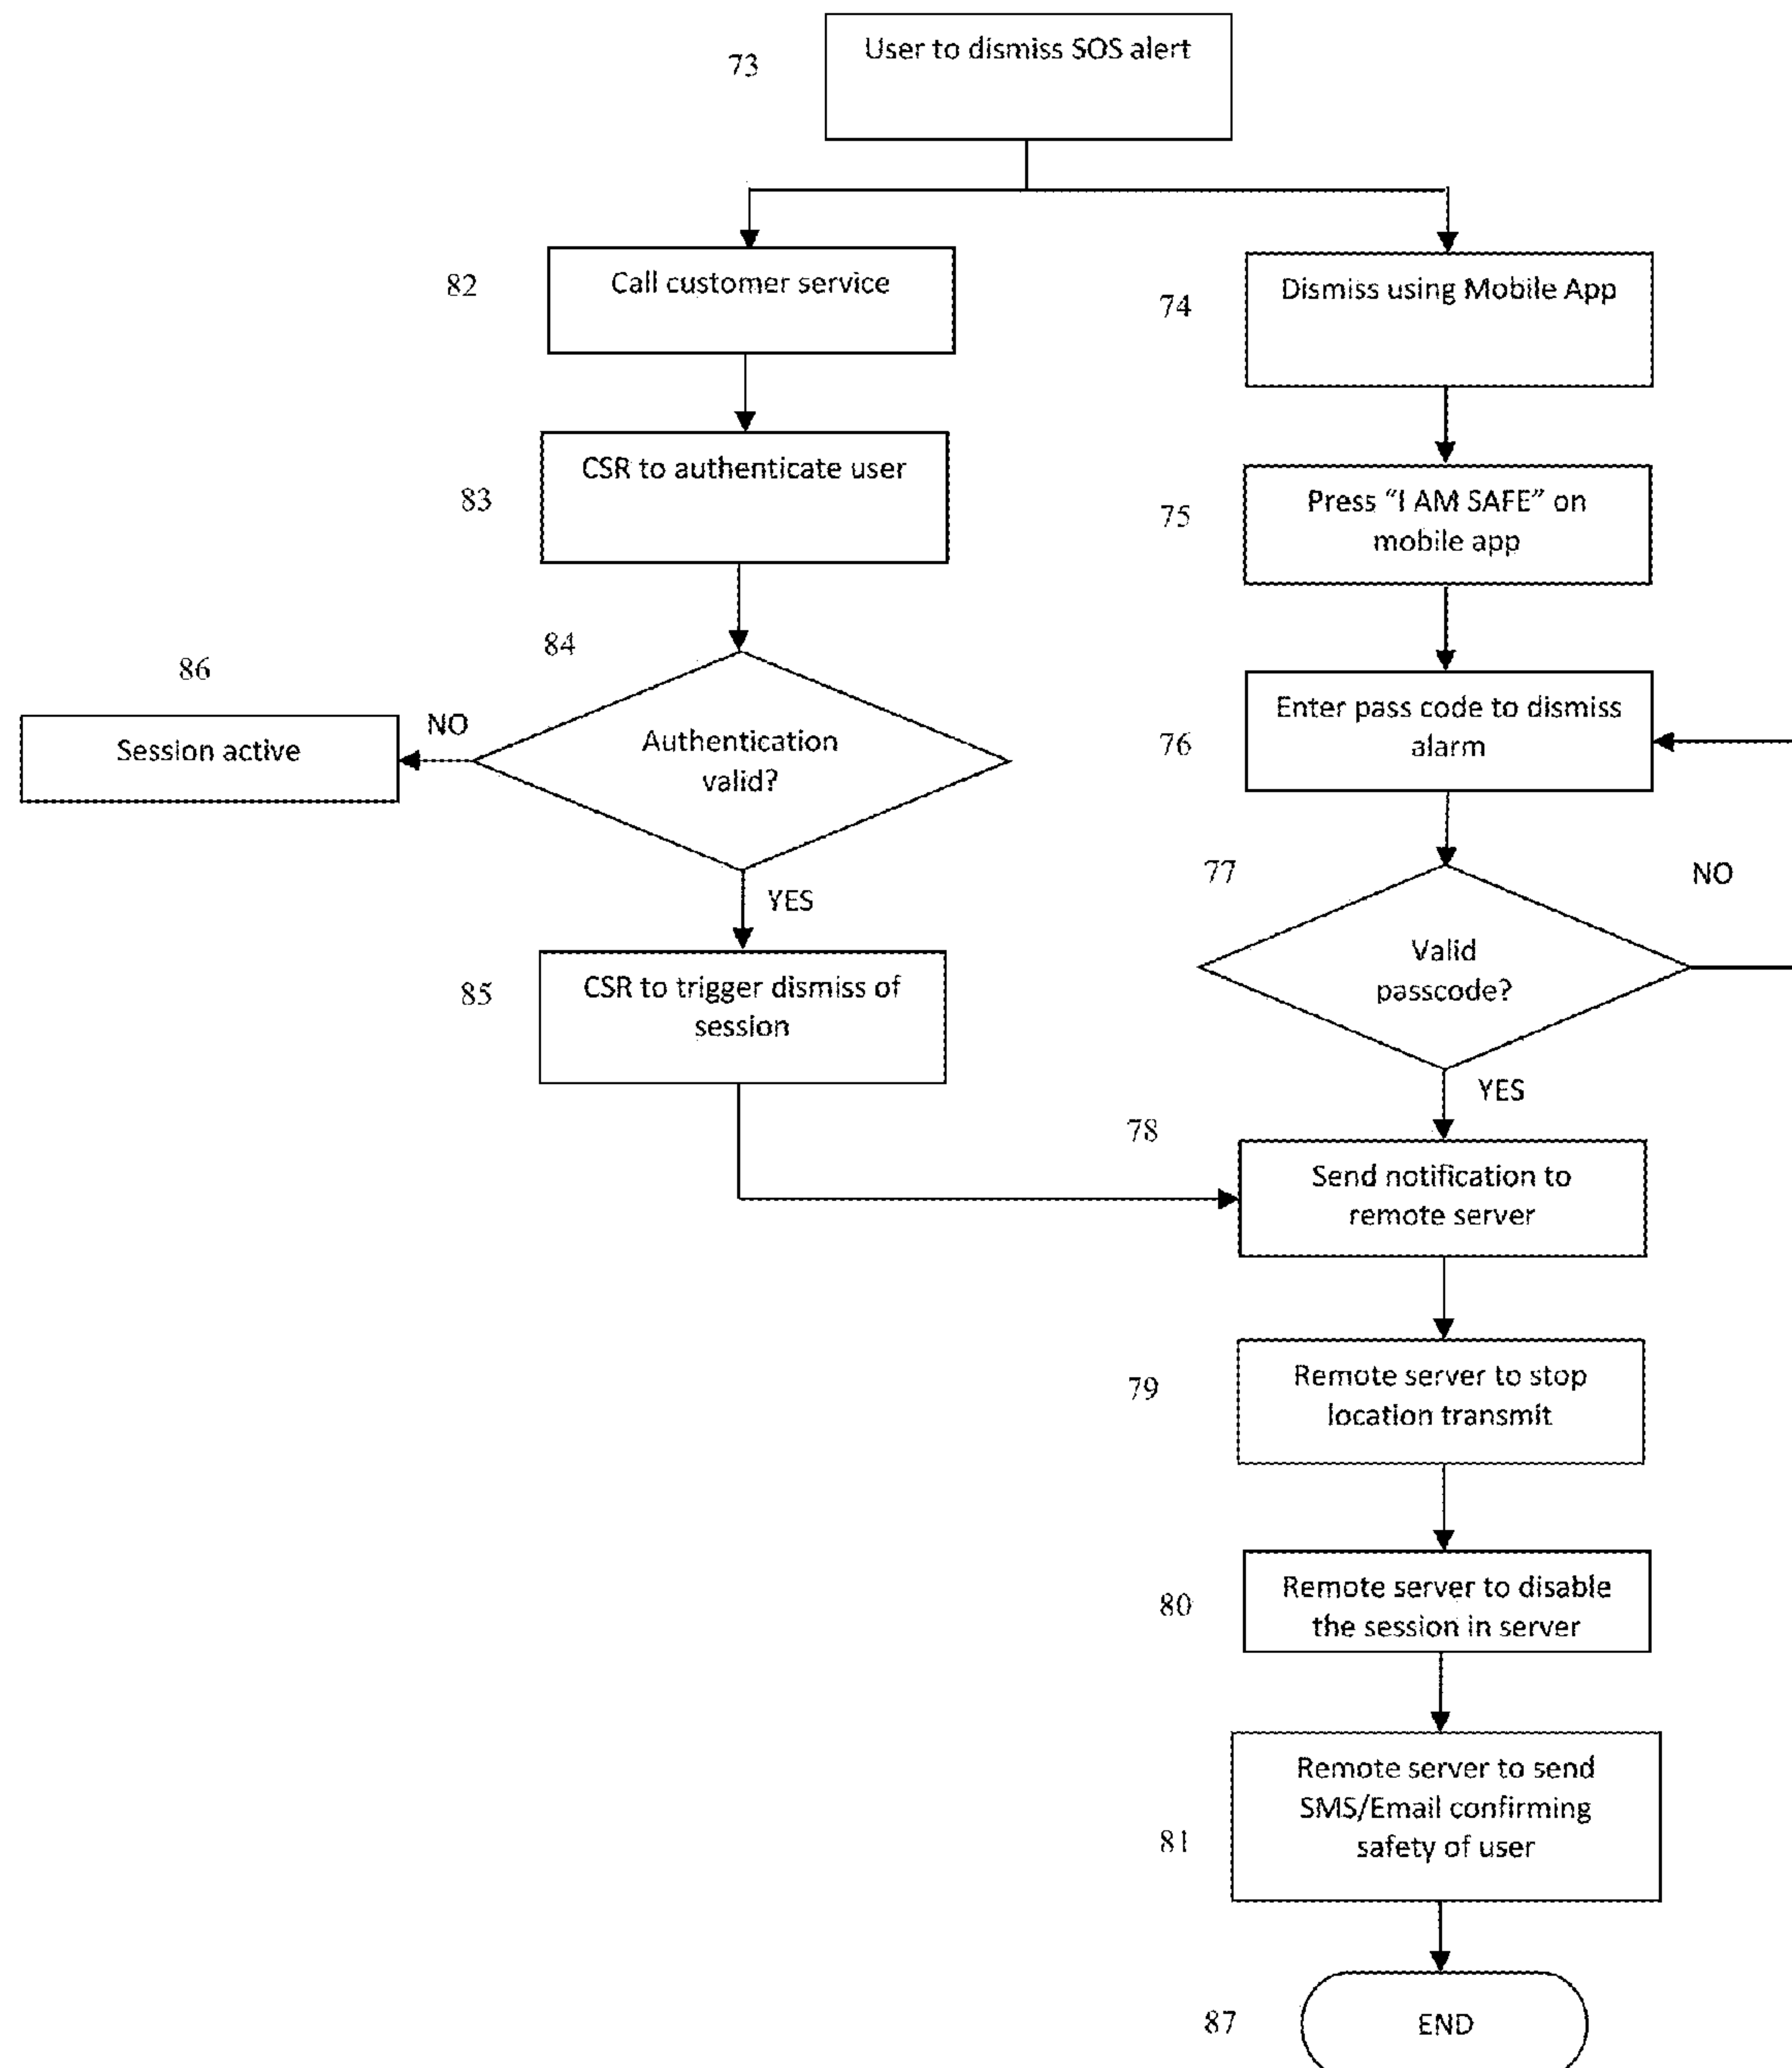 73
User to dismiss SOS alert
82
Call customer service
74
Dismiss using Mobile App
83
CSR to authenticate user
75
Press “I AM SAFE” on
mobile app
84
Authentication
valid?
86
NO
Session active
76
Enter pass code to dismiss
alarm
77
NO
Valid
passcode?
YES
85
CSR to trigger dismiss of
session
YES
78
Send notification to
remote server
79
Remote server to stop
location transmit
80
Remote server to disable
the session in server
81
Remote server to send
SMS/Email confirming
safety of user
87
END